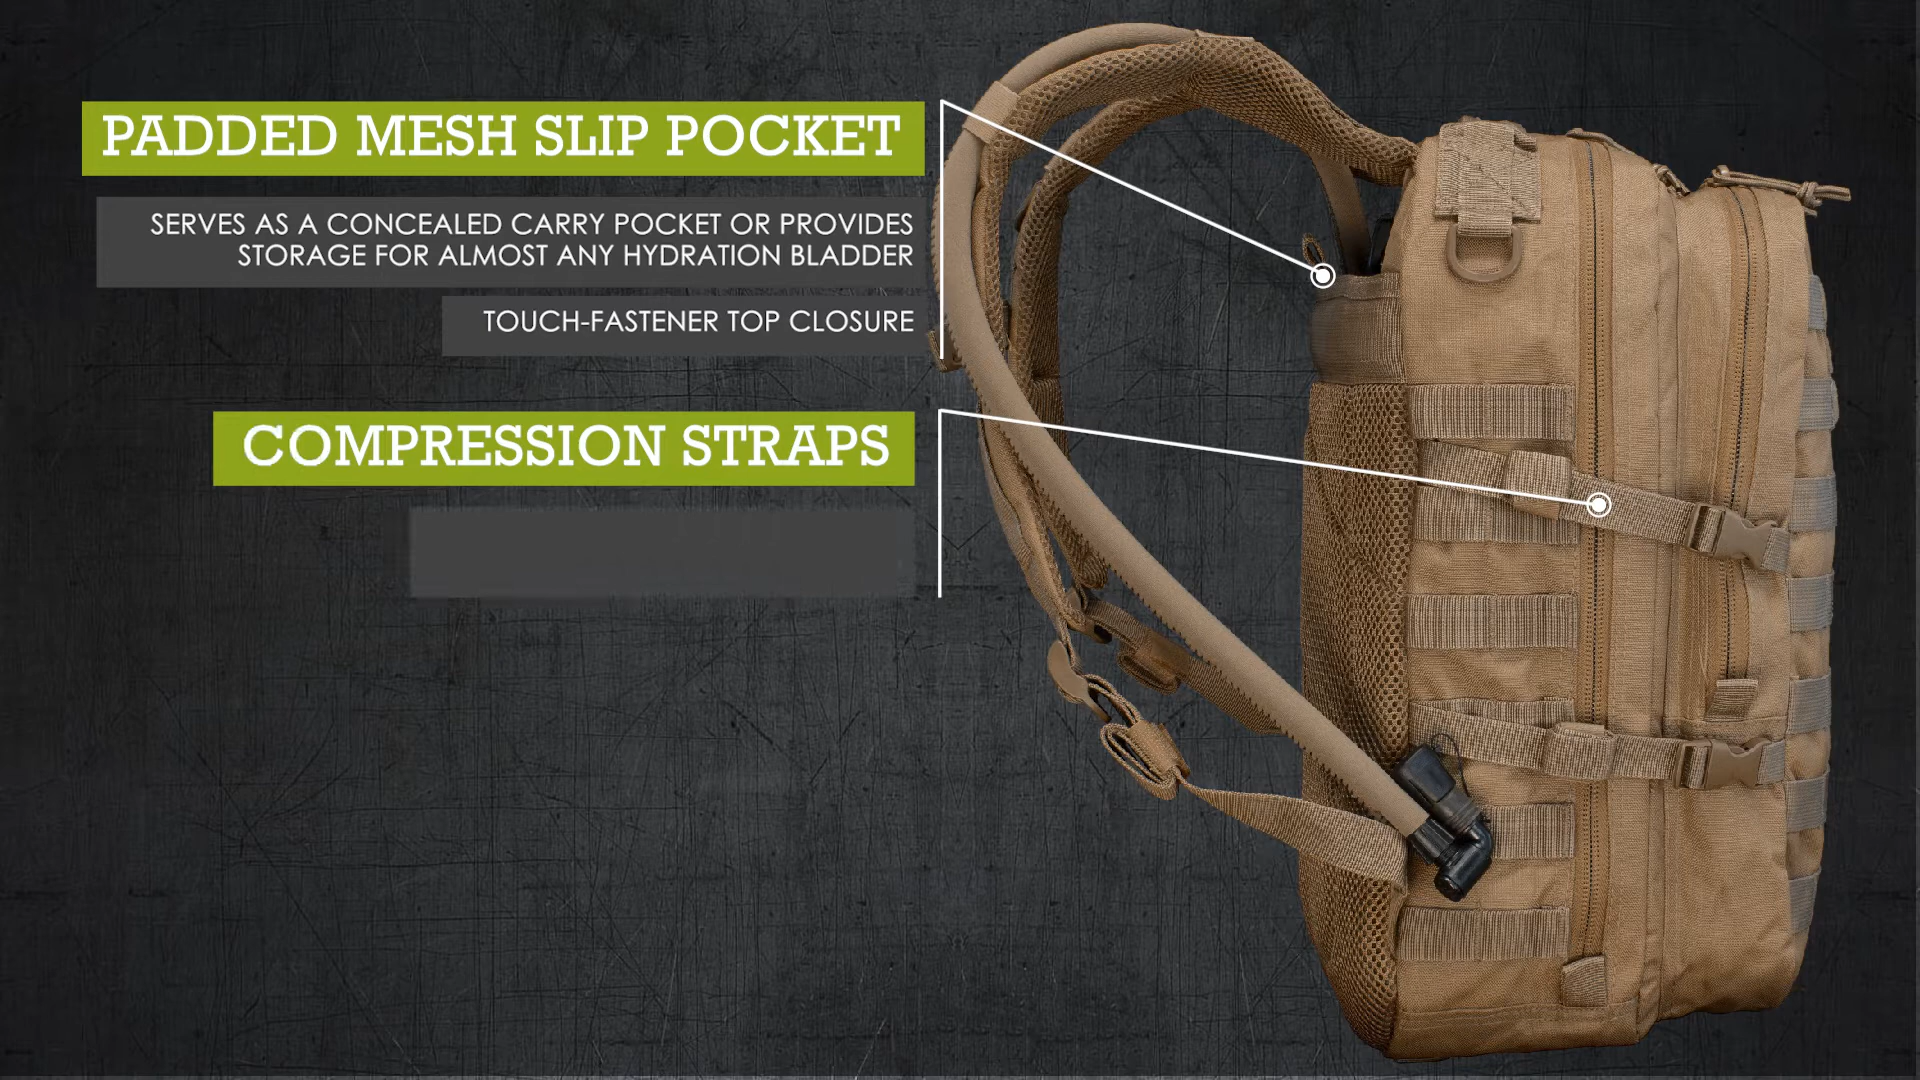 PADDED MESH SLIP POCKET
SERVES AS A CONCEALED CARRY POCKET OR PROVIDES
STORAGE FOR ALMOST ANY HYDRATION BLADDER
TOUCH-FASTENER TOP CLOSURE
COMPRESSION STRAPS